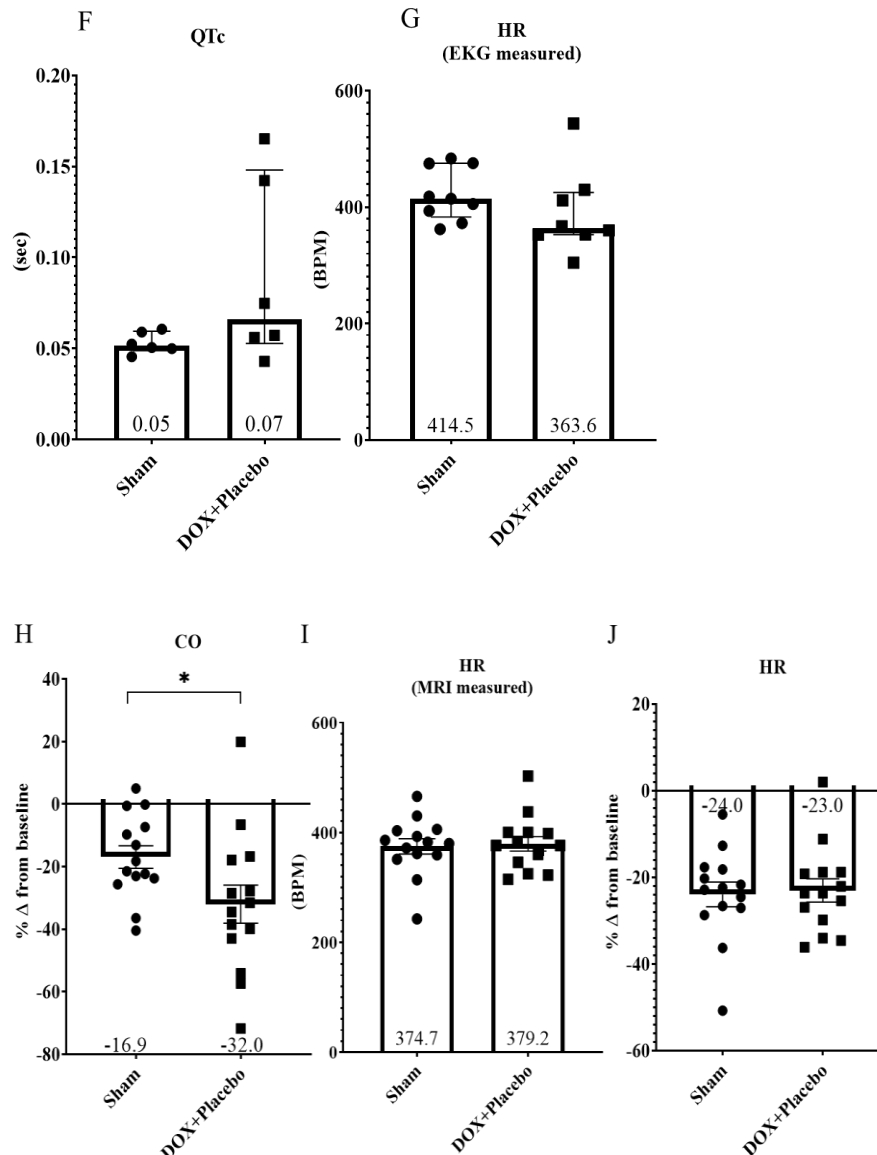 F
QTc
(sec)
0.20
0.15
0.10
0.05
0.00
0.05
0.07
Sham
DOX+Placebo
G
HR
(EKG measured)
(BPM)
600
400
200
0
414.5
363.6
Sham
DOX+Placebo
H
CO
% Δ from baseline
40
20
0
-20
-40
-60
-80
*
-16.9
-32.0
Sham
DOX+Placebo
I
HR
(MRI measured)
(BPM)
600
400
200
0
374.7
379.2
Sham
DOX+Placebo
J
HR
% Δ from baseline
20
0
-20
-40
-60
-24.0
-23.0
Sham
DOX+Placebo